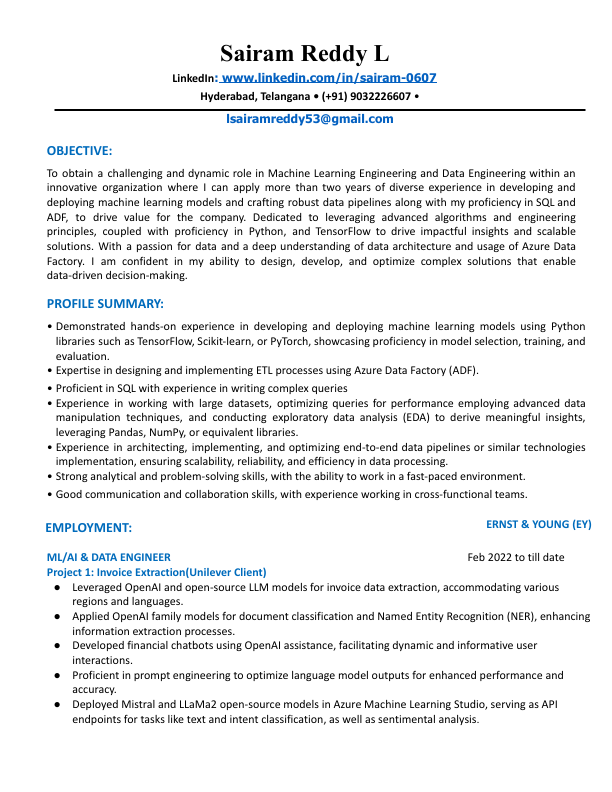 Sairam Reddy L
LinkedIn: www.linkedin.com/in/sairam-0607
Hyderabad, Telangana • (+91) 9032226607 •
lsairamreddy53@gmail.com
OBJECTIVE:
To obtain a challenging and dynamic role in Machine Learning Engineering and Data Engineering within an
innovative organization where I can apply more than two years of diverse experience in developing and
deploying machine learning models and crafting robust data pipelines along with my proficiency in SQL and
ADF, to drive value for the company. Dedicated to leveraging advanced algorithms and engineering
principles, coupled with proficiency in Python, and TensorFlow to drive impactful insights and scalable
solutions. With a passion for data and a deep understanding of data architecture and usage of Azure Data
Factory. I am confident in my ability to design, develop, and optimize complex solutions that enable
data-driven decision-making.
PROFILE SUMMARY:
• Demonstrated hands-on experience in developing and deploying machine learning models using Python
libraries such as TensorFlow, Scikit-learn, or PyTorch, showcasing proficiency in model selection, training, and
evaluation.
• Expertise in designing and implementing ETL processes using Azure Data Factory (ADF).
• Proficient in SQL with experience in writing complex queries
• Experience in working with large datasets, optimizing queries for performance employing advanced data
manipulation techniques, and conducting exploratory data analysis (EDA) to derive meaningful insights,
leveraging Pandas, NumPy, or equivalent libraries.
• Experience in architecting, implementing, and optimizing end-to-end data pipelines or similar technologies
implementation, ensuring scalability, reliability, and efficiency in data processing.
• Strong analytical and problem-solving skills, with the ability to work in a fast-paced environment.
• Good communication and collaboration skills, with experience working in cross-functional teams.
EMPLOYMENT: ERNST & YOUNG (EY)
ML/AI & DATA ENGINEER Feb 2022 to till date
Project 1: Invoice Extraction(Unilever Client)
● Leveraged OpenAI and open-source LLM models for invoice data extraction, accommodating various
regions and languages.
● Applied OpenAI family models for document classification and Named Entity Recognition (NER), enhancing
information extraction processes.
● Developed financial chatbots using OpenAI assistance, facilitating dynamic and informative user
interactions.
● Proficient in prompt engineering to optimize language model outputs for enhanced performance and
accuracy.
● Deployed Mistral and LLaMa2 open-source models in Azure Machine Learning Studio, serving as API
endpoints for tasks like text and intent classification, as well as sentimental analysis.